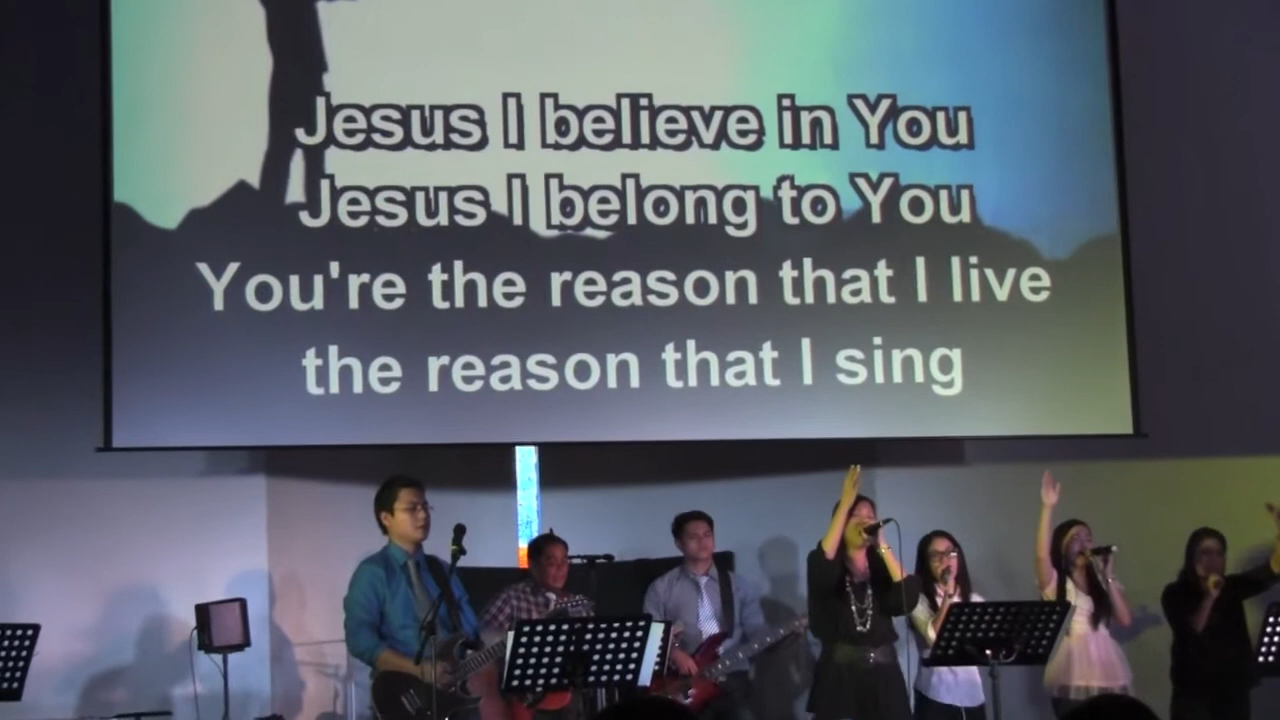 Jesus I believe in You
Jesus I belong to You
You're the reason that I live
the reason that I sing